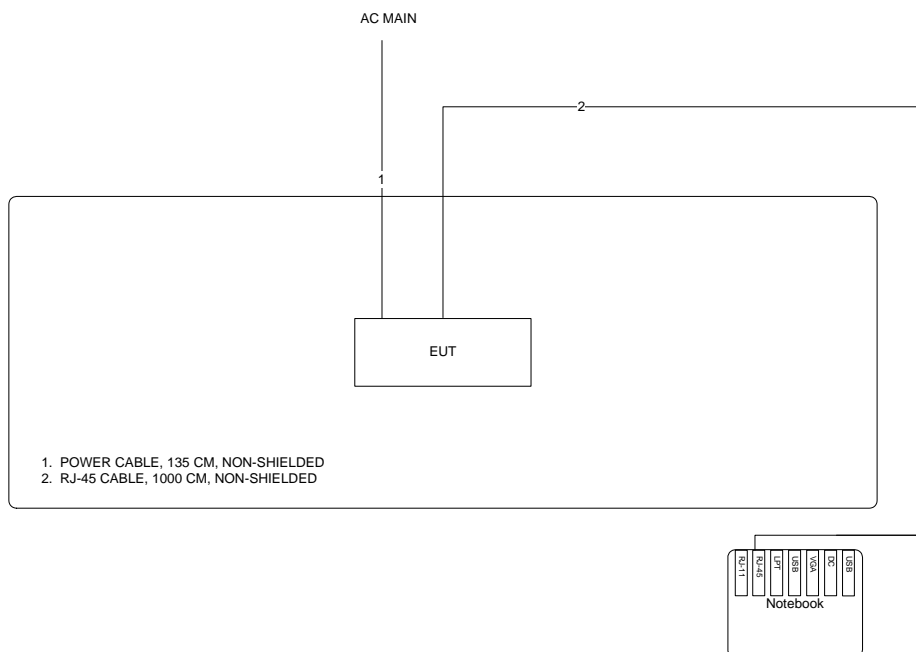 AC MAIN
2
1
EUT
1. POWER CABLE, 135 CM, NON-SHIELDED
2. RJ-45 CABLE, 1000 CM, NON-SHIELDED
RJ-11
RJ-45
LPT
USB
VGA
DC
USB
Notebook